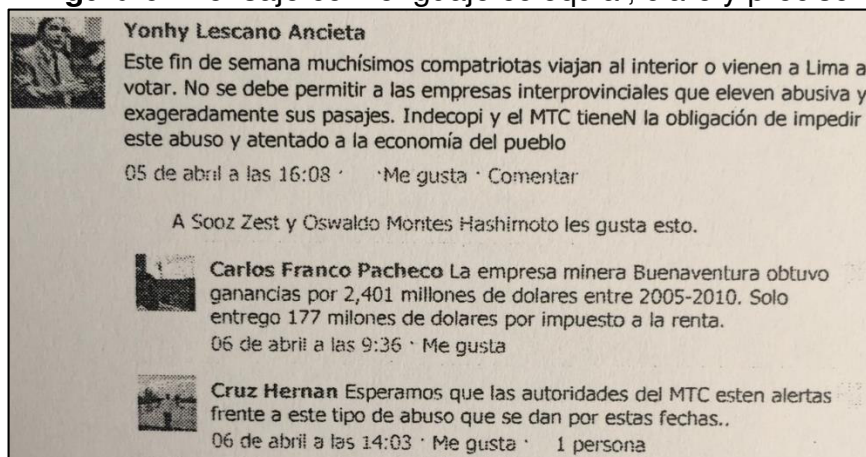 Yonhy Lescano Ancieta
Este fin de semana muchísimos compatriotas viajan al interior o vienen a Lima a
votar. No se debe permitir a las empresas interprovinciales que eleven abusiva y
exageradamente sus pasajes. Indecopi y el MTC tieneN la obligación de impedir
este abuso y atentado a la economía del pueblo
05 de abril a las 16:08 · ·Me gusta · Comentar
A Sooz Zest y Oswaldo Montes Hashimoto les gusta esto.
Carlos Franco Pacheco La empresa minera Buenaventura obtuvo
ganancias por 2,401 millones de dolares entre 2005-2010. Solo
entrego 177 milones de dolares por impuesto a la renta.
06 de abril a las 9:36 · Me gusta
Cruz Hernan Esperamos que las autoridades del MTC esten alertas
frente a este tipo de abuso que se dan por estas fechas..
06 de abril a las 14:03 · Me gusta · 1 persona